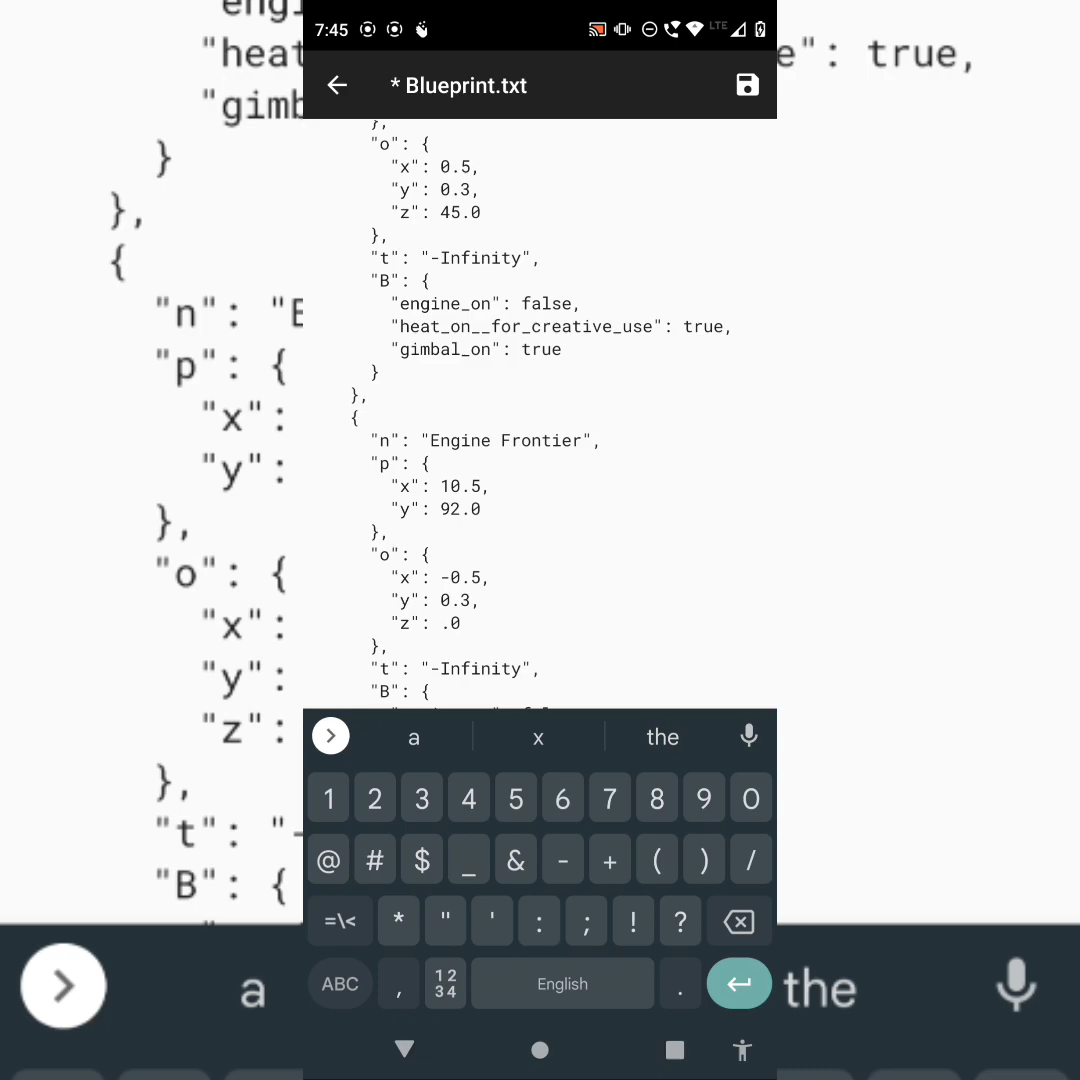 7:45 LTE
* Blueprint.txt
},
"o": {
"x": 0.5,
"y": 0.3,
"z": 45.0
},
"t": "-Infinity",
"B": {
"engine_on": false,
"heat_on__for_creative_use": true,
"gimbal_on": true
}
},
{
"n": "Engine Frontier",
"p": {
"x": 10.5,
"y": 92.0
},
"o": {
"x": -0.5,
"y": 0.3,
"z": .0
},
"t": "-Infinity",
"B": {
a x the
1 2 3 4 5 6 7 8 9 0
@ # $ _ & - + ( ) /
=\< * " ' : ; ! ?
ABC , 12 34 English .
"heat
e": true,
"gimb
}
},
{
"n": "E
"p": {
"x":
"y":
},
"o": {
"x":
"y":
"z":
},
"t": "-
"B": {
a the